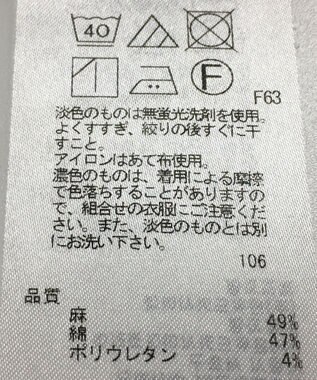 40
F
F63
淡色のものは無蛍光洗剤を使用。
よくすすぎ、絞りの後すぐに干
すこと。
アイロンはあて布使用。
濃色のものは、着用による摩擦
で色落ちすることがありますの
で、組合せの衣服にご注意くだ
さい。また、淡色のものとは別
にお洗い下さい。
106
品質
麻 49%
綿 47%
ポリウレタン 4%